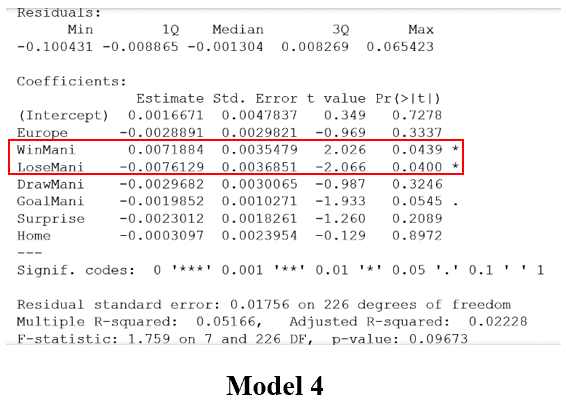 Residuals:
Min 1Q Median 3Q Max
-0.100431 -0.008865 -0.001304 0.008269 0.065423
Coefficients:
Estimate Std. Error t value Pr(>|t|)
(Intercept) 0.0016671 0.0047837 0.349 0.7278
Europe -0.0028891 0.0029821 -0.969 0.3337
WinMani 0.0071884 0.0035479 2.026 0.0439 *
LoseMani -0.0076129 0.0036851 -2.066 0.0400 *
DrawMani -0.0029682 0.0030065 -0.987 0.3246
GoalMani -0.0019852 0.0010271 -1.933 0.0545 .
Surprise -0.0023012 0.0018261 -1.260 0.2089
Home -0.0003097 0.0023954 -0.129 0.8972
---
Signif. codes: 0 '***' 0.001 '**' 0.01 '*' 0.05 '.' 0.1 ' ' 1
Residual standard error: 0.01756 on 226 degrees of freedom
Multiple R-squared: 0.05166, Adjusted R-squared: 0.02228
F-statistic: 1.759 on 7 and 226 DF, p-value: 0.09673
Model 4